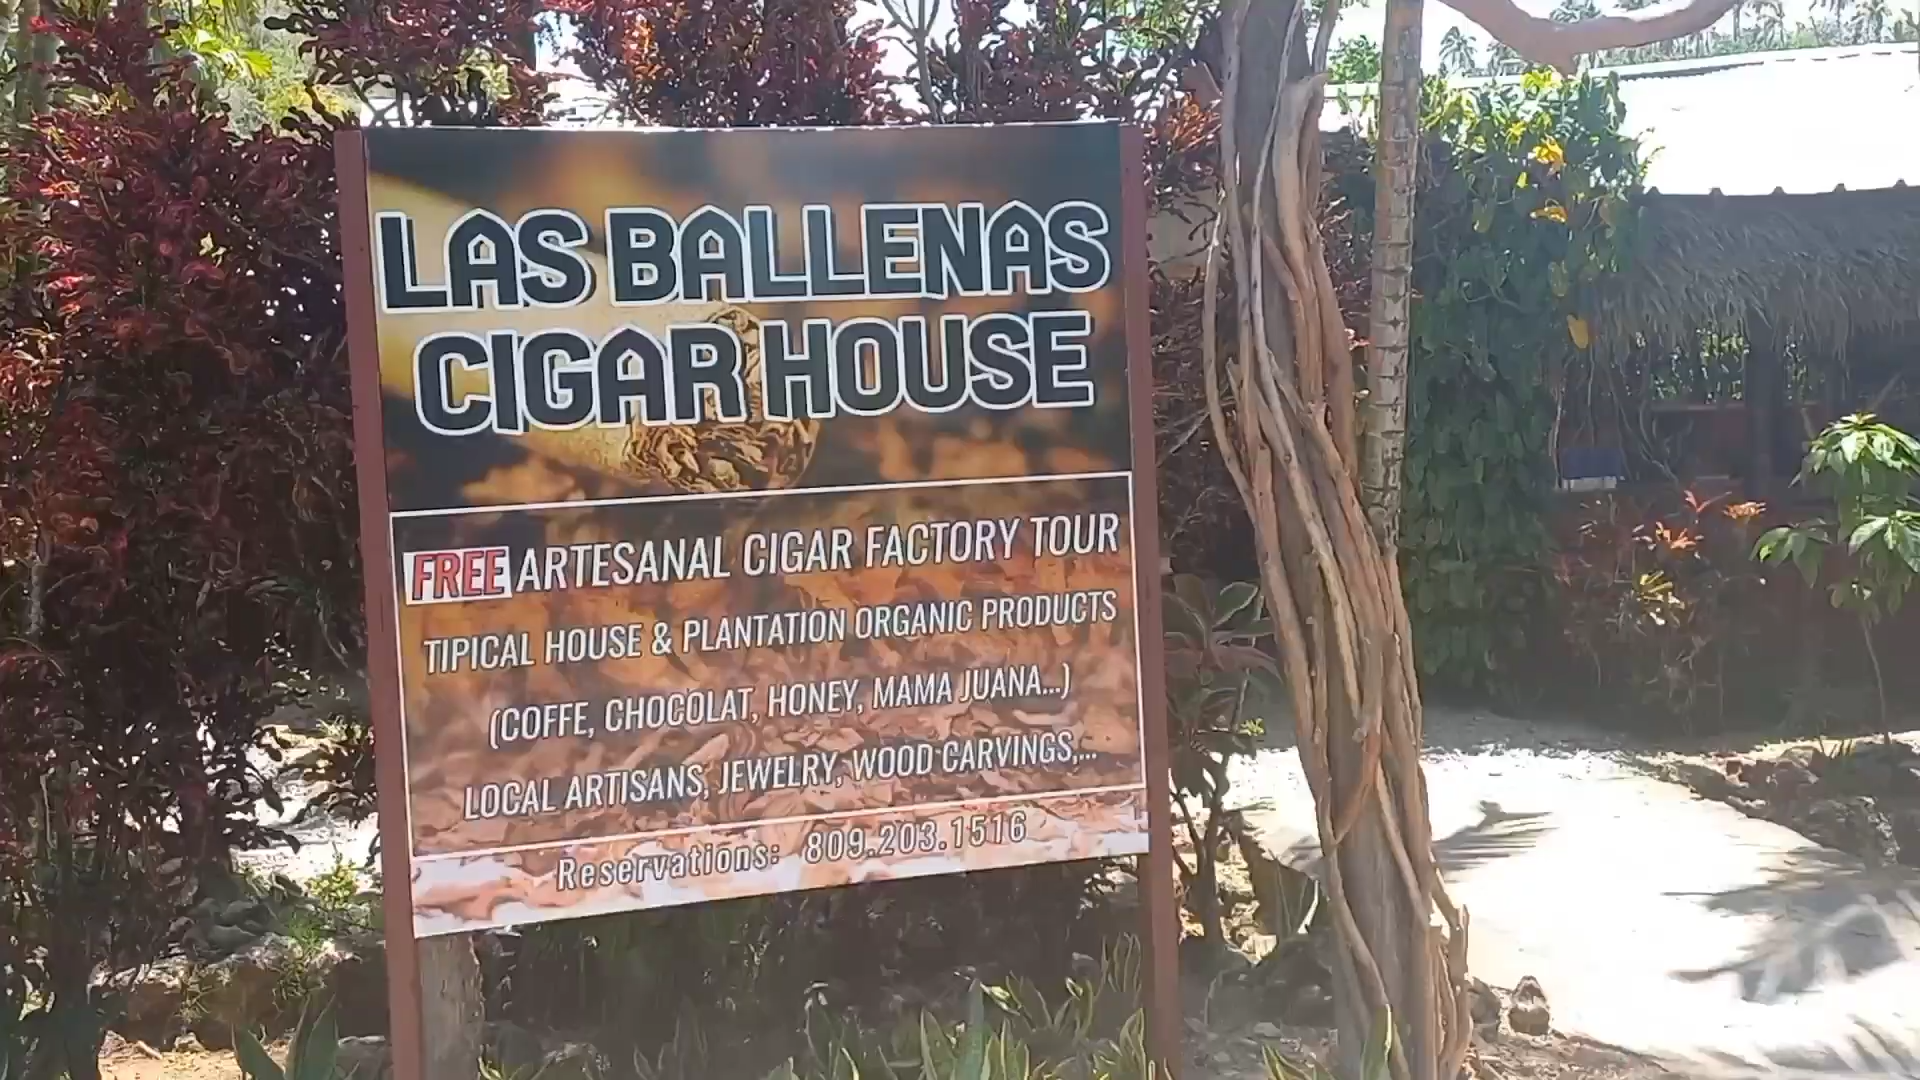 LAS BALLENAS
CIGAR HOUSE
FREE ARTESANAL CIGAR FACTORY TOUR
TIPICAL HOUSE & PLANTATION ORGANIC PRODUCTS
(COFFE, CHOCOLAT, HONEY, MAMA JUANA...)
LOCAL ARTISANS, JEWELRY, WOOD CARVINGS,...
Reservations: 809.203.1516